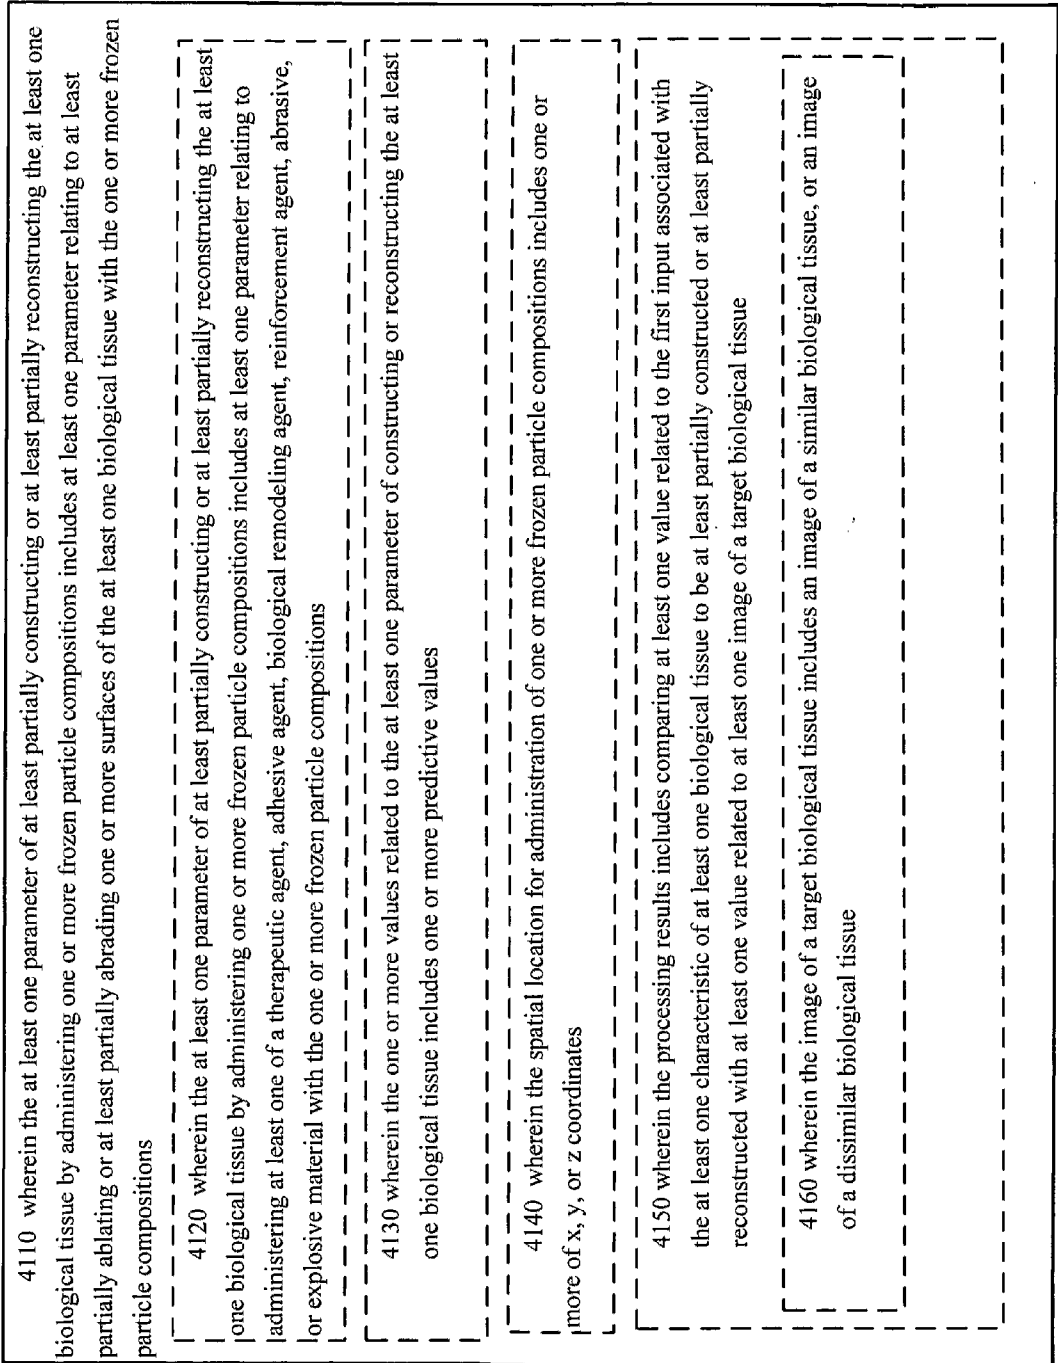 4110 wherein the at least one parameter of at least partially constructing or at least partially reconstructing the at least one
biological tissue by administering one or more frozen particle compositions includes at least one parameter relating to at least
partially ablating or at least partially abrading one or more surfaces of the at least one biological tissue with the one or more frozen
particle compositions
4120 wherein the at least one parameter of at least partially constructing or at least partially reconstructing the at least
one biological tissue by administering one or more frozen particle compositions includes at least one parameter relating to
administering at least one of a therapeutic agent, adhesive agent, biological remodeling agent, reinforcement agent, abrasive,
or explosive material with the one or more frozen particle compositions
4130 wherein the one or more values related to the at least one parameter of constructing or reconstructing the at least
one biological tissue includes one or more predictive values
4140 wherein the spatial location for administration of one or more frozen particle compositions includes one or
more of x, y, or z coordinates
4150 wherein the processing results includes comparing at least one value related to the first input associated with
the at least one characteristic of at least one biological tissue to be at least partially constructed or at least partially
reconstructed with at least one value related to at least one image of a target biological tissue
4160 wherein the image of a target biological tissue includes an image of a similar biological tissue, or an image
of a dissimilar biological tissue